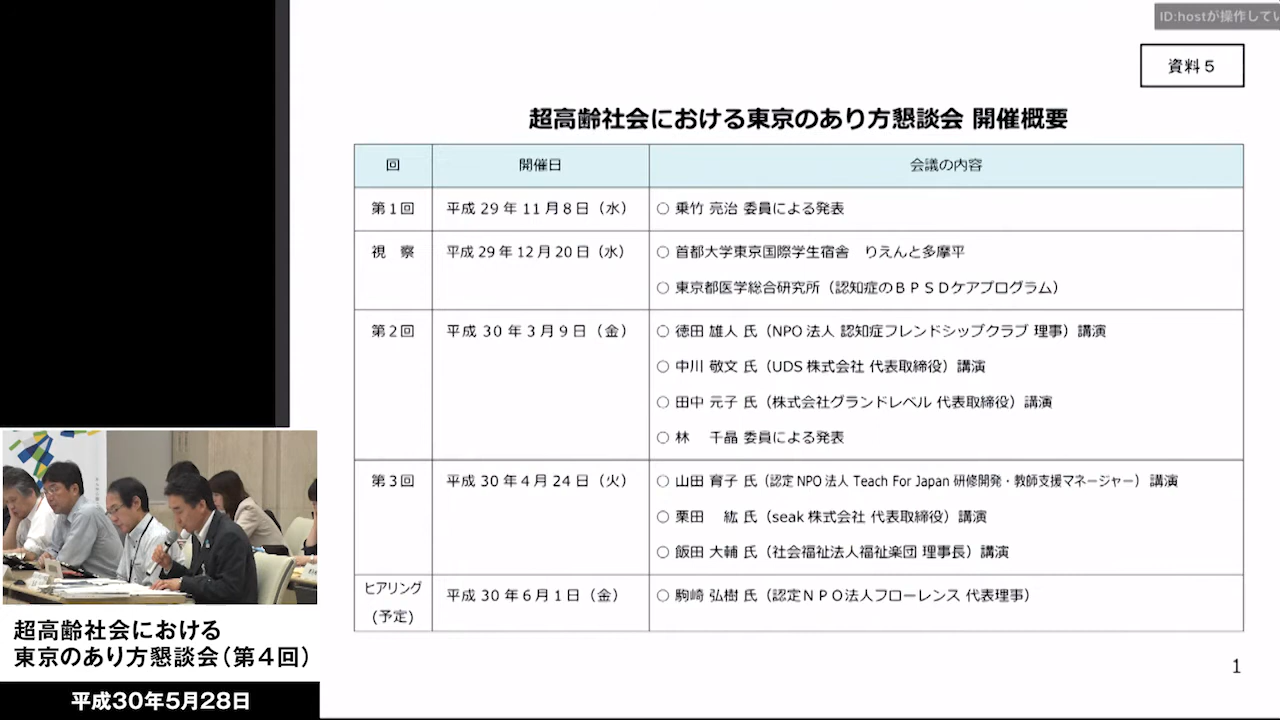 ID:hostが操作してい
資料５
超高齢社会における東京のあり方懇談会 開催概要
回 開催日 会議の内容
第１回 平成 29 年 11 月 8 日（水） ○ 乗竹 亮治 委員による発表
視　察 平成 29 年 12 月 20 日（水） ○ 首都大学東京国際学生宿舎　りえんと多摩平
○ 東京都医学総合研究所（認知症のＢＰＳＤケアプログラム）
第２回 平成 30 年 3 月 9 日（金） ○ 徳田 雄人 氏（NPO 法人 認知症フレンドシップクラブ 理事）講演
○ 中川 敬文 氏（UDS 株式会社 代表取締役）講演
○ 田中 元子 氏（株式会社グランドレベル 代表取締役）講演
○ 林　千晶 委員による発表
第３回 平成 30 年 4 月 24 日（火） ○ 山田 育子 氏（認定 NPO 法人 Teach For Japan 研修開発・教師支援マネージャー）講演
○ 栗田　紘 氏（seak 株式会社 代表取締役）講演
○ 飯田 大輔 氏（社会福祉法人福祉楽団 理事長）講演
ヒアリング
(予定) 平成 30 年 6 月 1 日（金） ○ 駒崎 弘樹 氏（認定ＮＰＯ法人フローレンス 代表理事）
1
超高齢社会における
東京のあり方懇談会（第４回）
平成30年5月28日